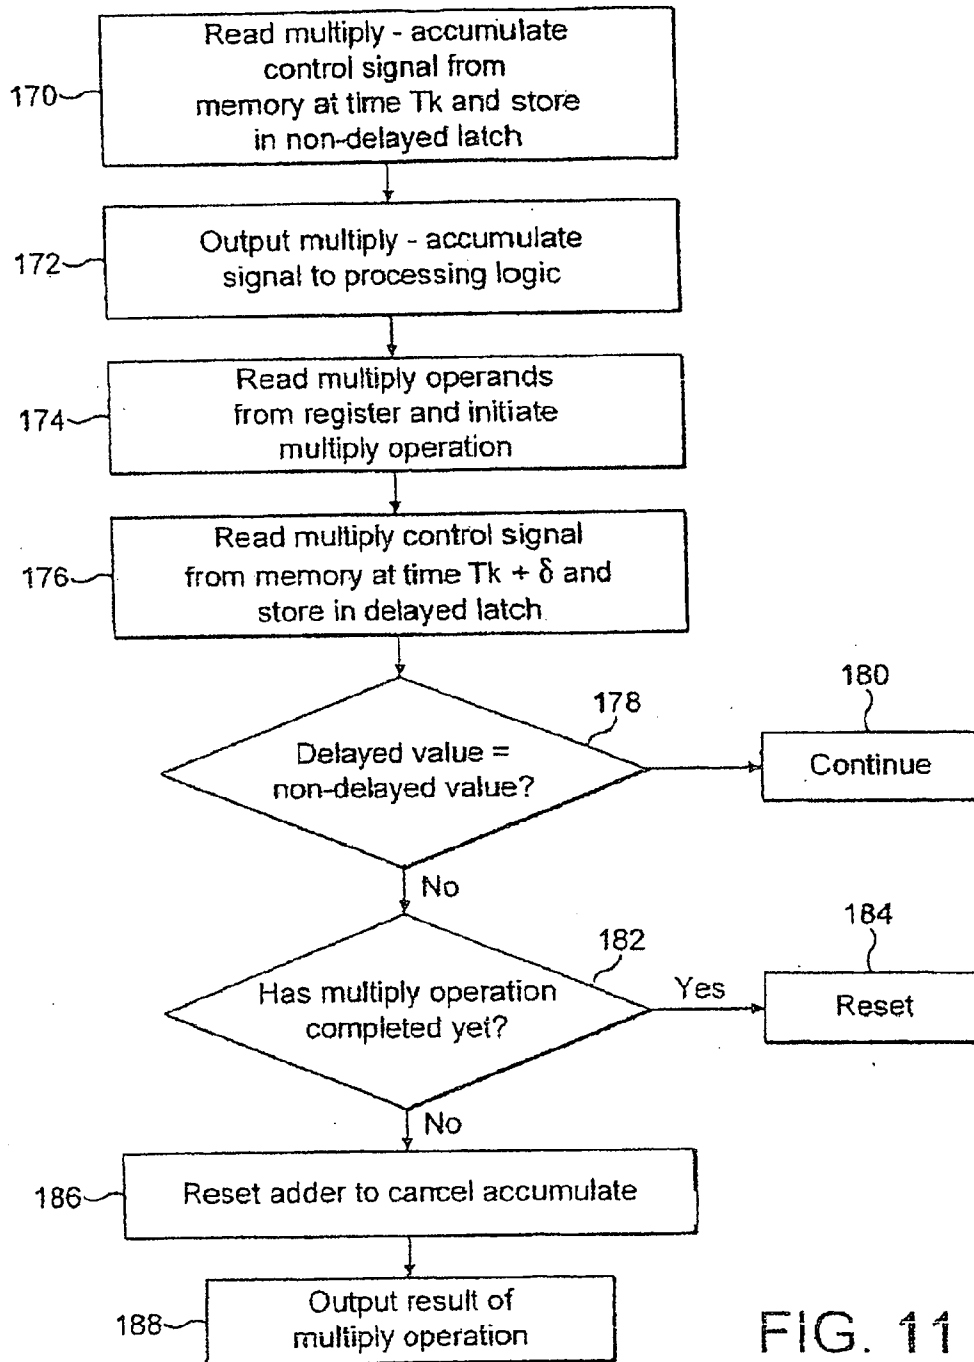 Read multiply - accumulate
control signal from
memory at time Tk and store
in non-delayed latch
170
Output multiply - accumulate
signal to processing logic
172
Read multiply operands
from register and initiate
multiply operation
174
Read multiply control signal
from memory at time Tk + δ and
store in delayed latch
176
Delayed value =
non-delayed value?
178
180
Continue
No
Has multiply operation
completed yet?
182
Yes
184
Reset
No
Reset adder to cancel accumulate
186
Output result of
multiply operation
188
FIG. 11